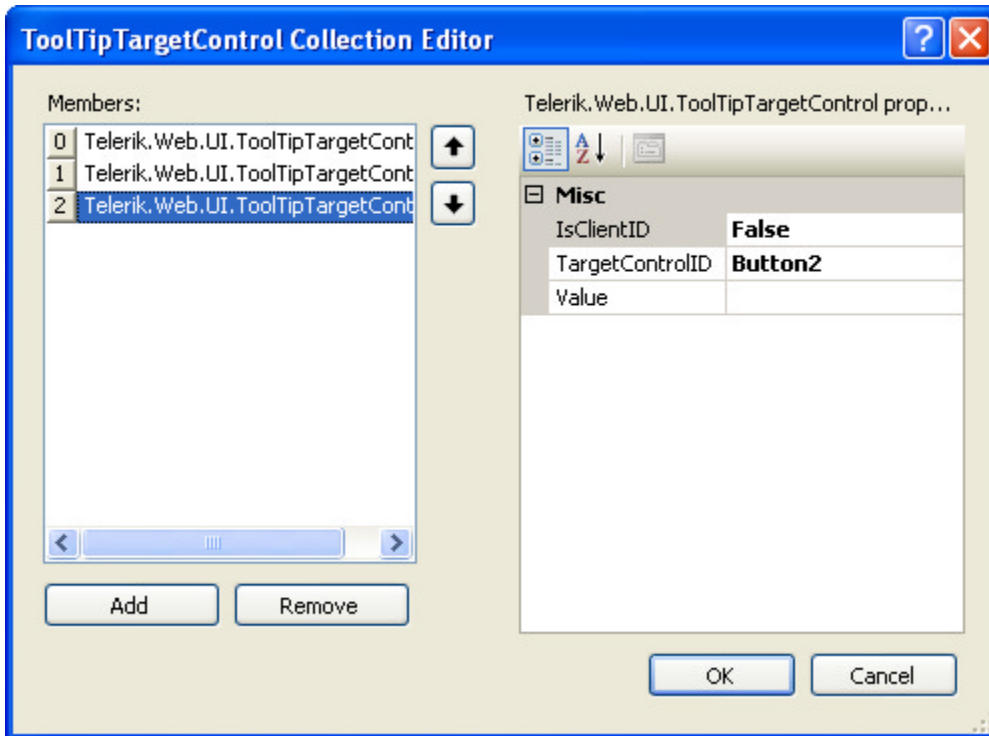 ToolTipTargetControl Collection Editor
Members:
0 Telerik.Web.UI.ToolTipTargetCont
1 Telerik.Web.UI.ToolTipTargetCont
2 Telerik.Web.UI.ToolTipTargetCont
Add Remove
Telerik.Web.UI.ToolTipTargetControl prop...
Misc
IsClientID False
TargetControlID Button2
Value
OK Cancel